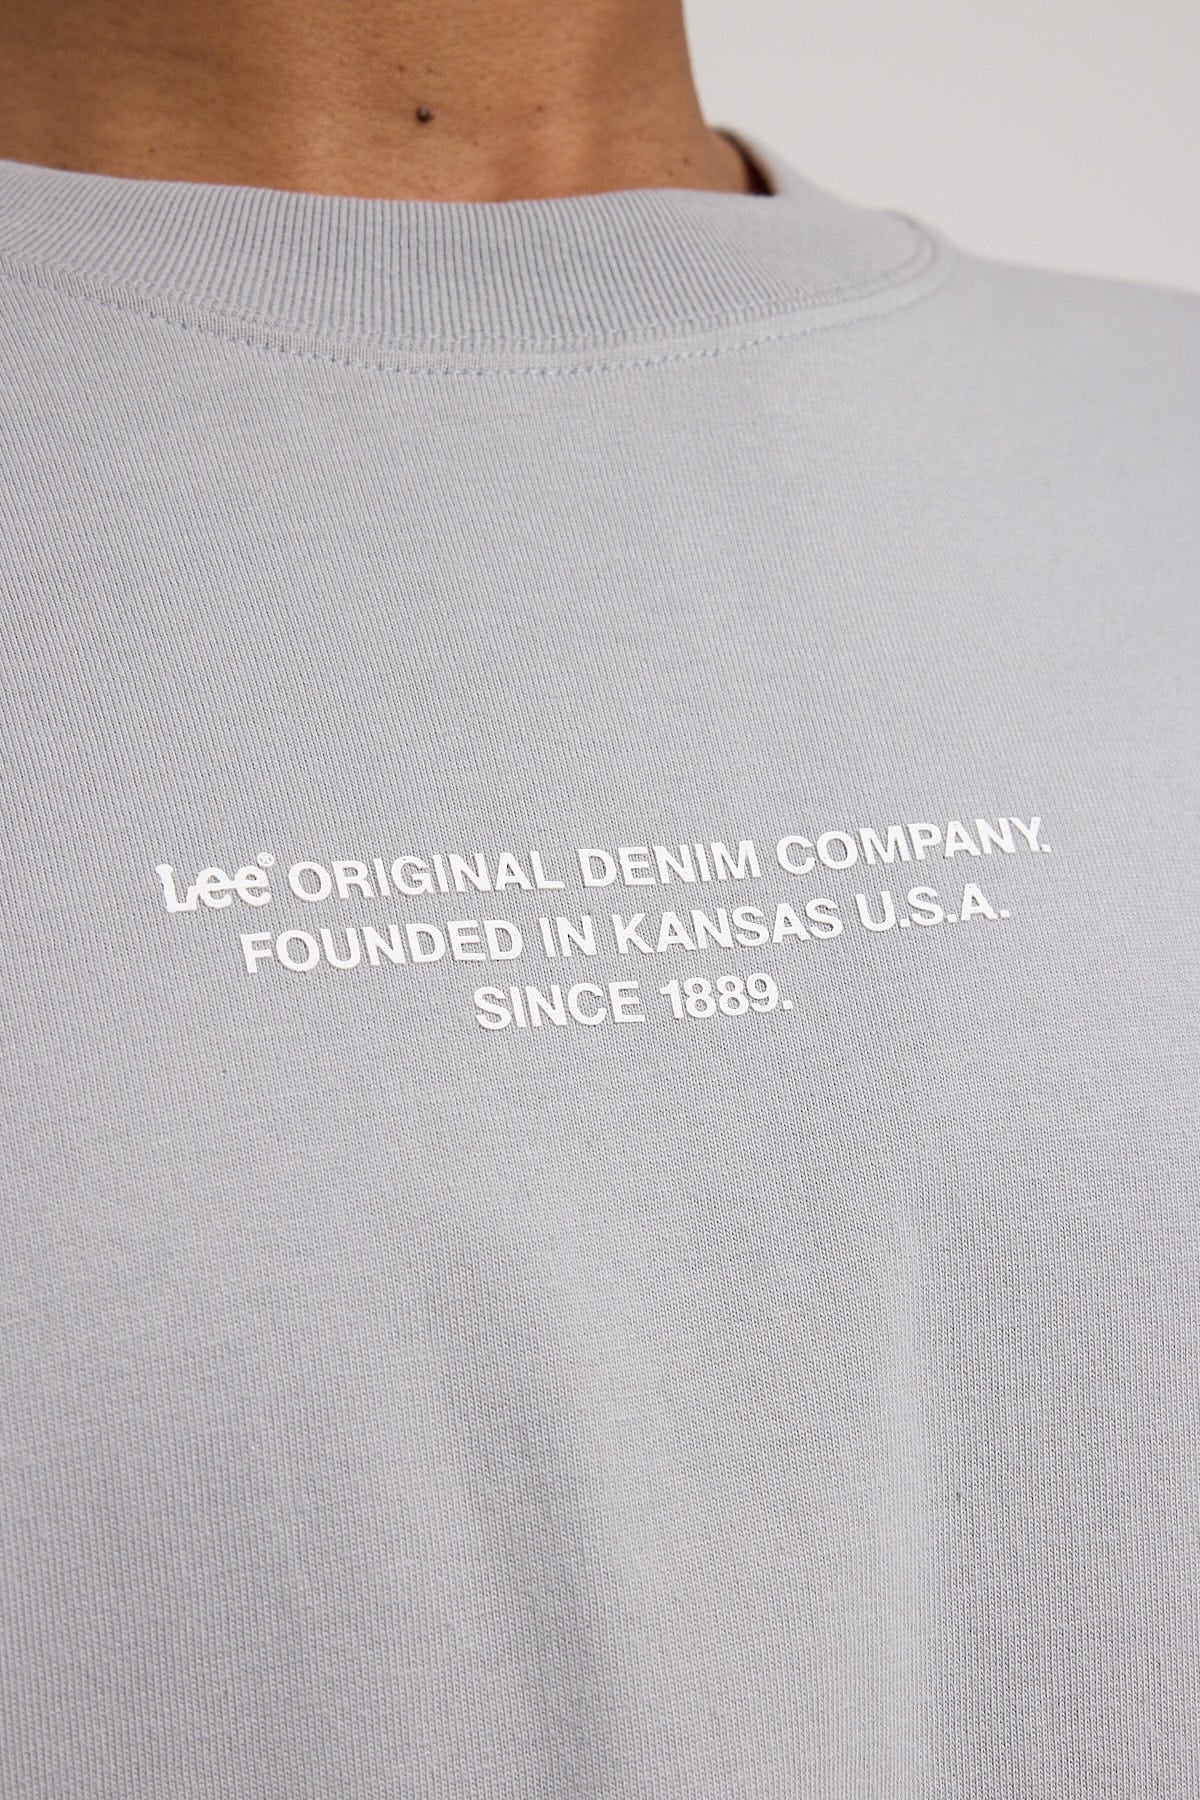 Lee® ORIGINAL DENIM COMPANY.
FOUNDED IN KANSAS U.S.A.
SINCE 1889.